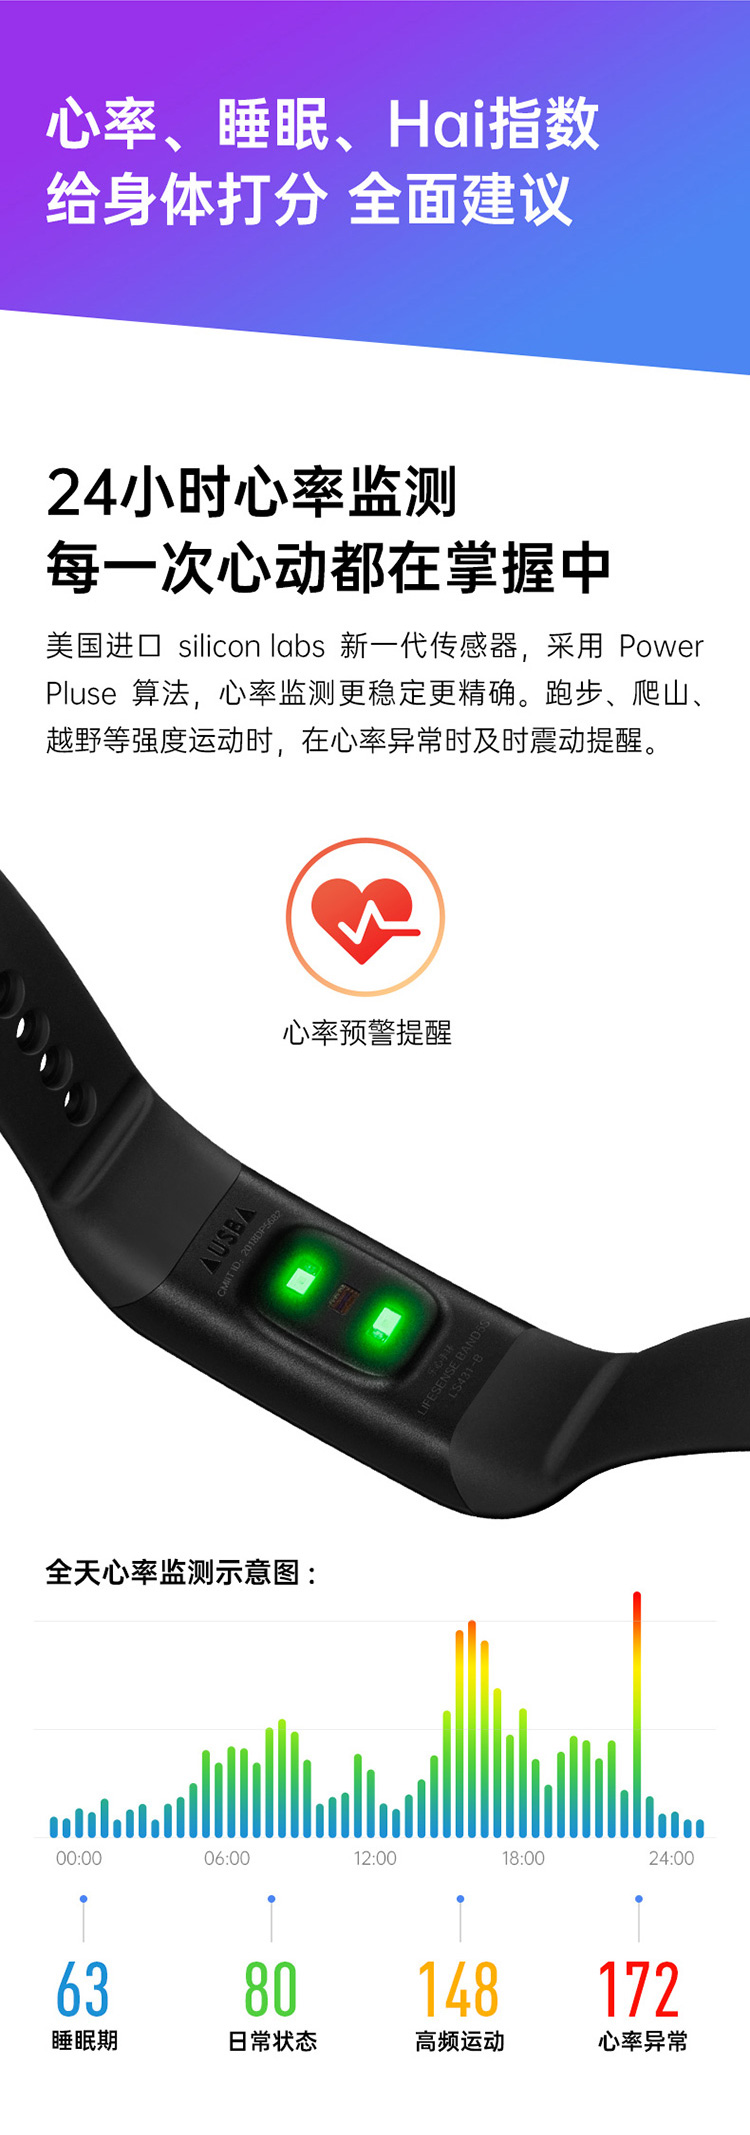 心率、睡眠、Hai指数
给身体打分 全面建议
24小时心率监测
每一次心动都在掌握中
美国进口 silicon labs 新一代传感器，采用 Power
Pluse 算法，心率监测更稳定更精确。跑步、爬山、
越野等强度运动时，在心率异常时及时震动提醒。
心率预警提醒
▲USB▲
CMIIT ID: 2018DP5682
LIFESENSE BAND-S
LS431-B
全天心率监测示意图：
00:00 06:00 12:00 18:00 24:00
63 80 148 172
睡眠期 日常状态 高频运动 心率异常